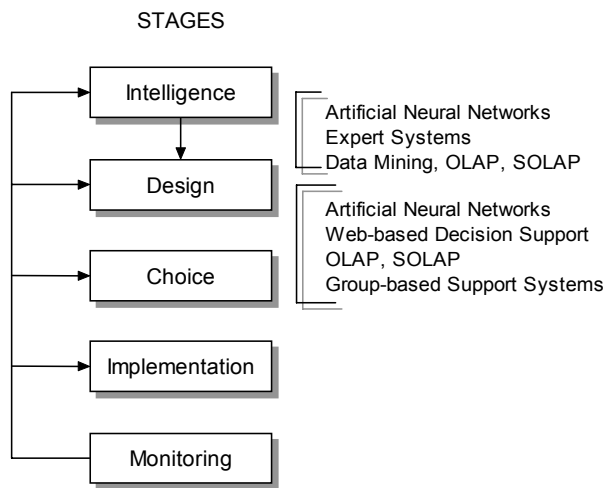 STAGES
Intelligence
Artificial Neural Networks
Expert Systems
Data Mining, OLAP, SOLAP
Design
Artificial Neural Networks
Web-based Decision Support
OLAP, SOLAP
Group-based Support Systems
Choice
Implementation
Monitoring